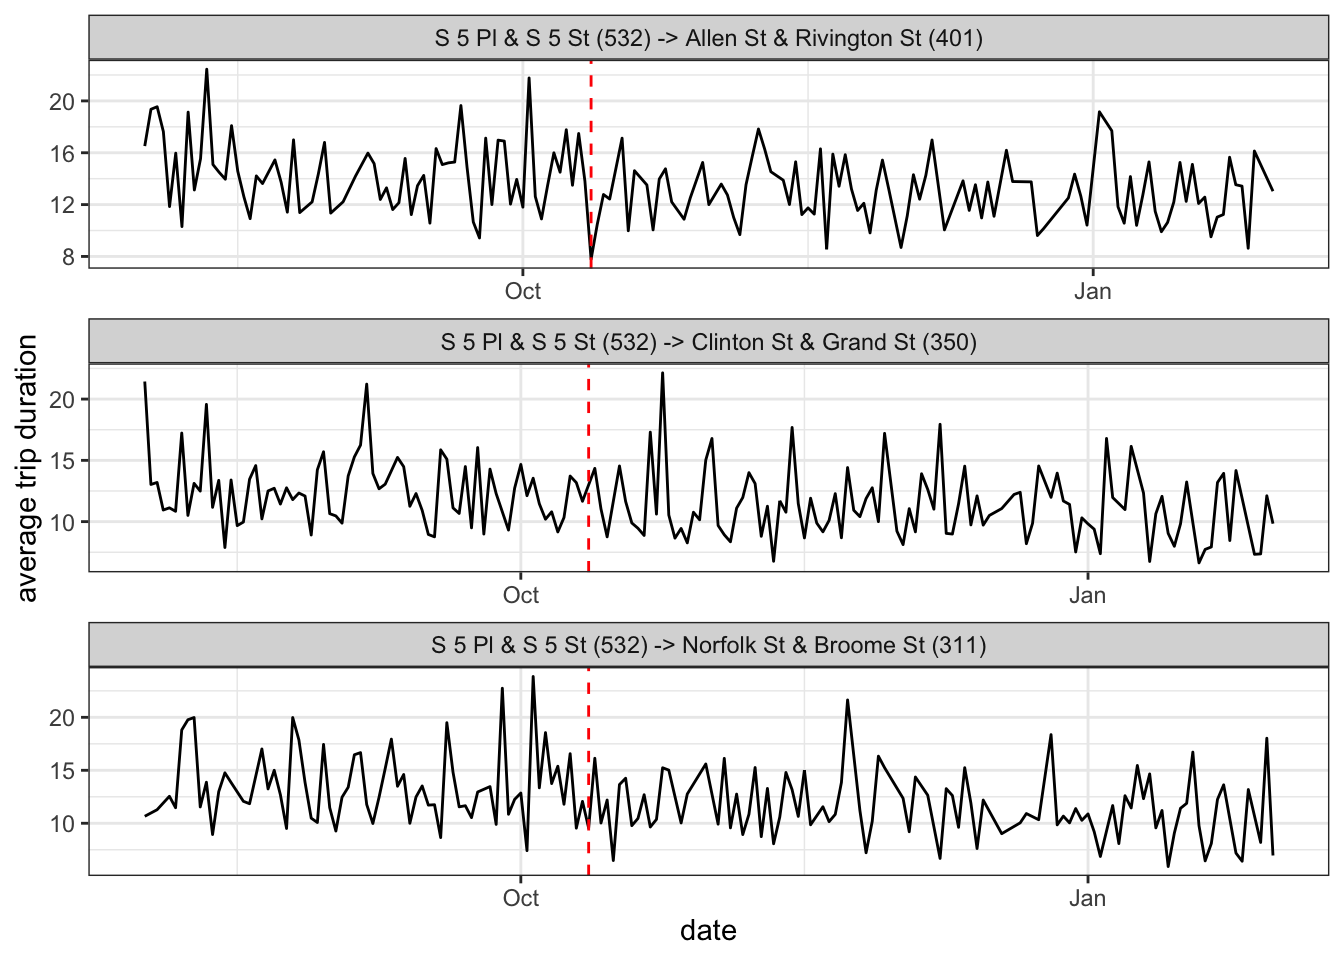 S 5 Pl & S 5 St (532) -> Allen St & Rivington St (401)
20
16
12
8
Oct
Jan
S 5 Pl & S 5 St (532) -> Clinton St & Grand St (350)
20
15
10
Oct
Jan
S 5 Pl & S 5 St (532) -> Norfolk St & Broome St (311)
20
15
10
Oct
Jan
average trip duration
date